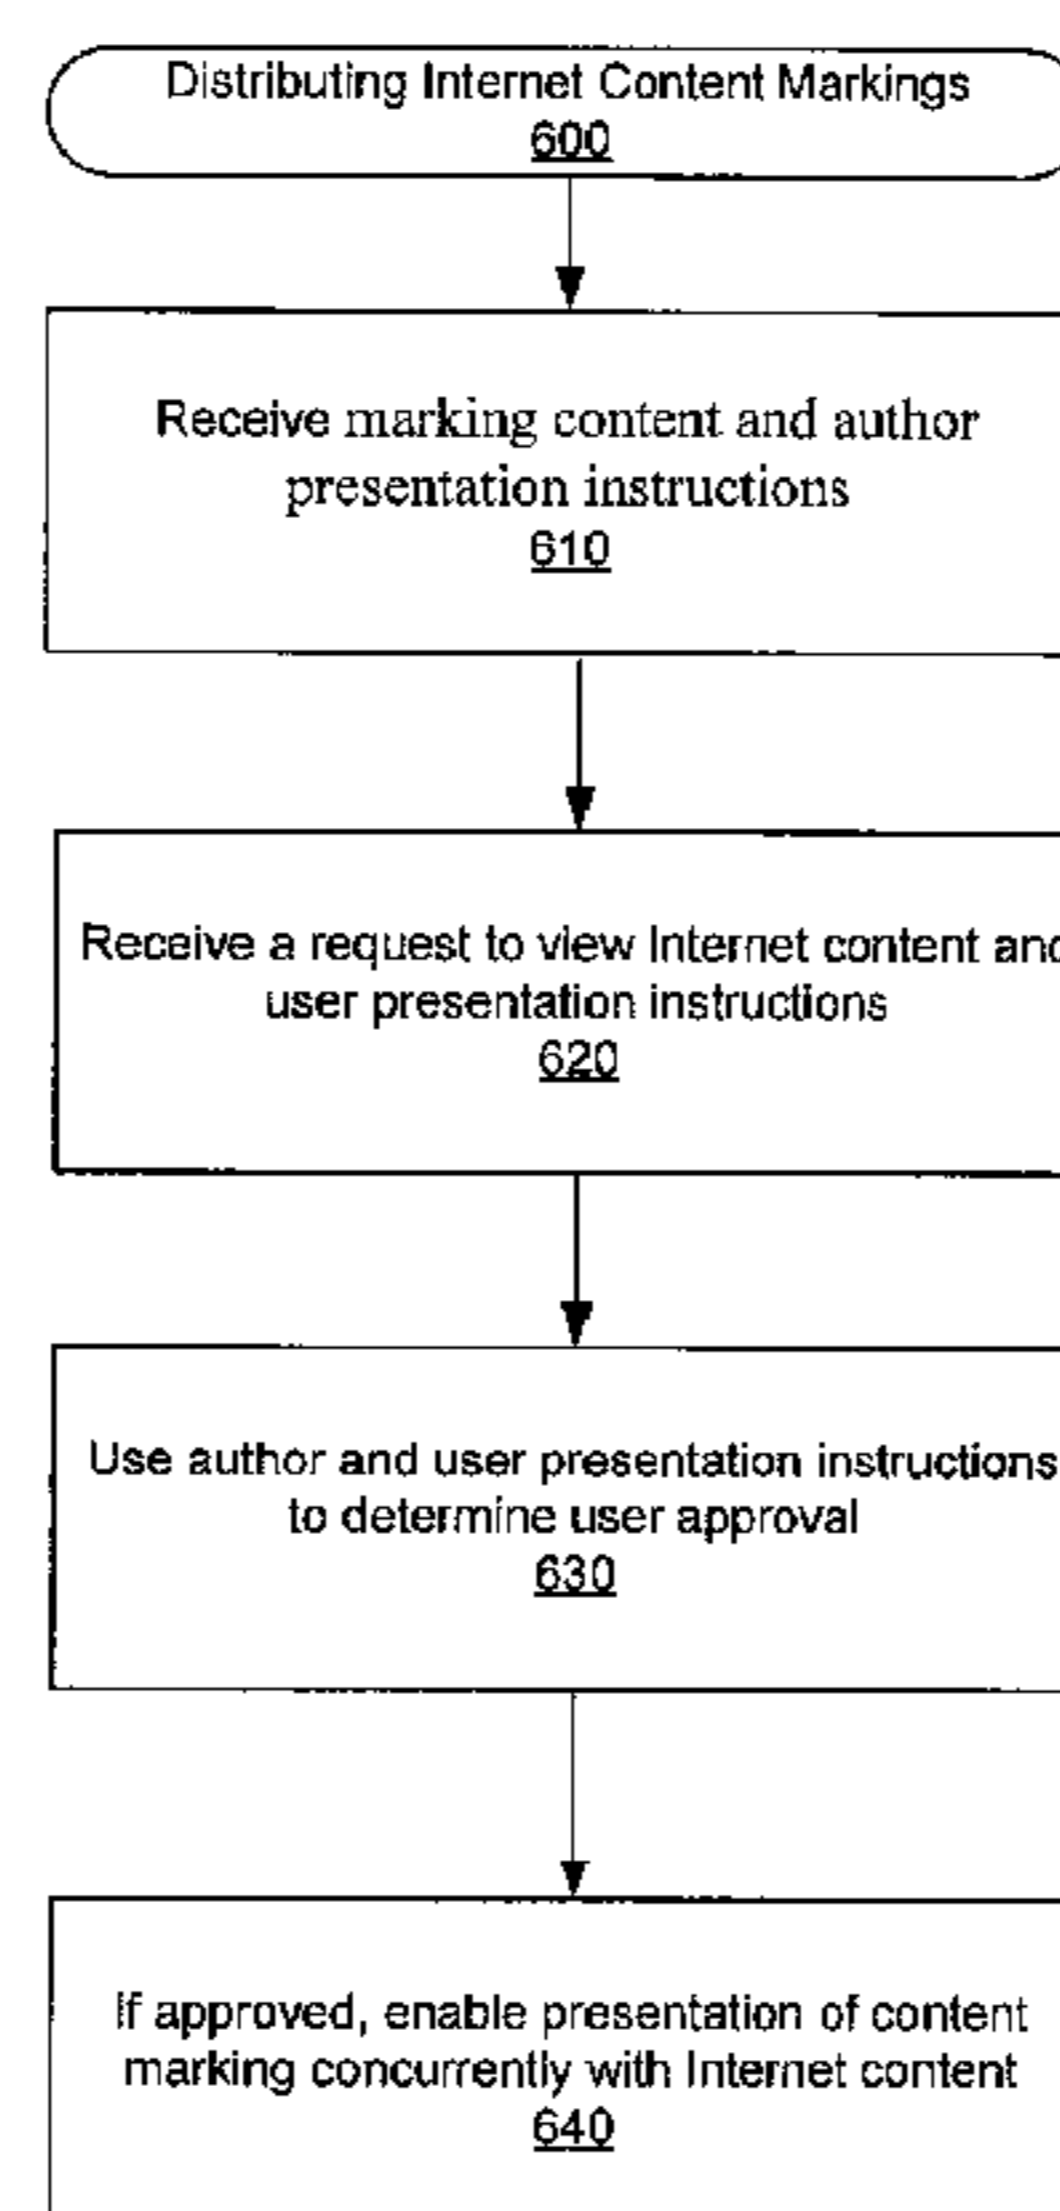 Distributing Internet Content Markings
600
Receive marking content and author
presentation instructions
610
Receive a request to view Internet content and
user presentation instructions
620
Use author and user presentation instructions
to determine user approval
630
If approved, enable presentation of content
marking concurrently with Internet content
640